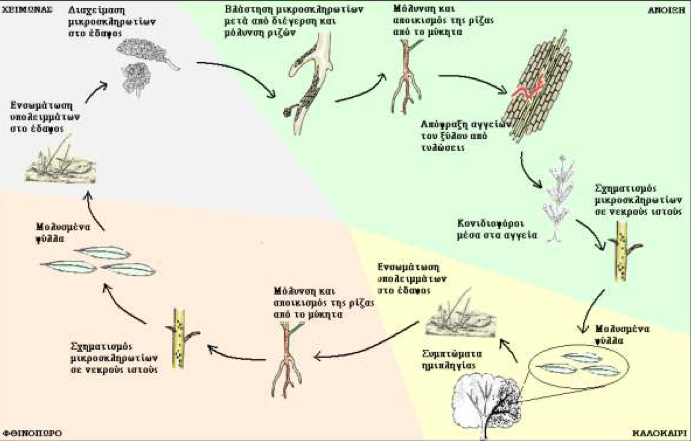 ΧΕΙΜΩΝΑΣ
Διαχείμαση
μικροσκληρωτίων
στο έδαφος
Βλάστηση μικροσκληρωτίων
μετά από διέγερση και
μόλυνση ριζών
Μόλυνση και
αποικισμός της ρίζας
από το μύκητα
ΑΝΟΙΞΗ
Ενσωμάτωση
υπολειμμάτων
στο έδαφος
Απόφραξη αγγείων
του ξύλου από
τυλώσεις
Σχηματισμός
μικροσκληρωτίων
σε νεκρούς ιστούς
Κονιδιοφόροι
μέσα στα αγγεία
Μολυσμένα
φύλλα
Ενσωμάτωση
υπολειμμάτων
στο έδαφος
Μόλυνση και
αποικισμός της ρίζας
από το μύκητα
Μολυσμένα
φύλλα
Σχηματισμός
μικροσκληρωτίων
σε νεκρούς ιστούς
Συμπτώματα
ημιπληγίας
ΦΘΙΝΟΠΩΡΟ
ΚΑΛΟΚΑΙΡΙ